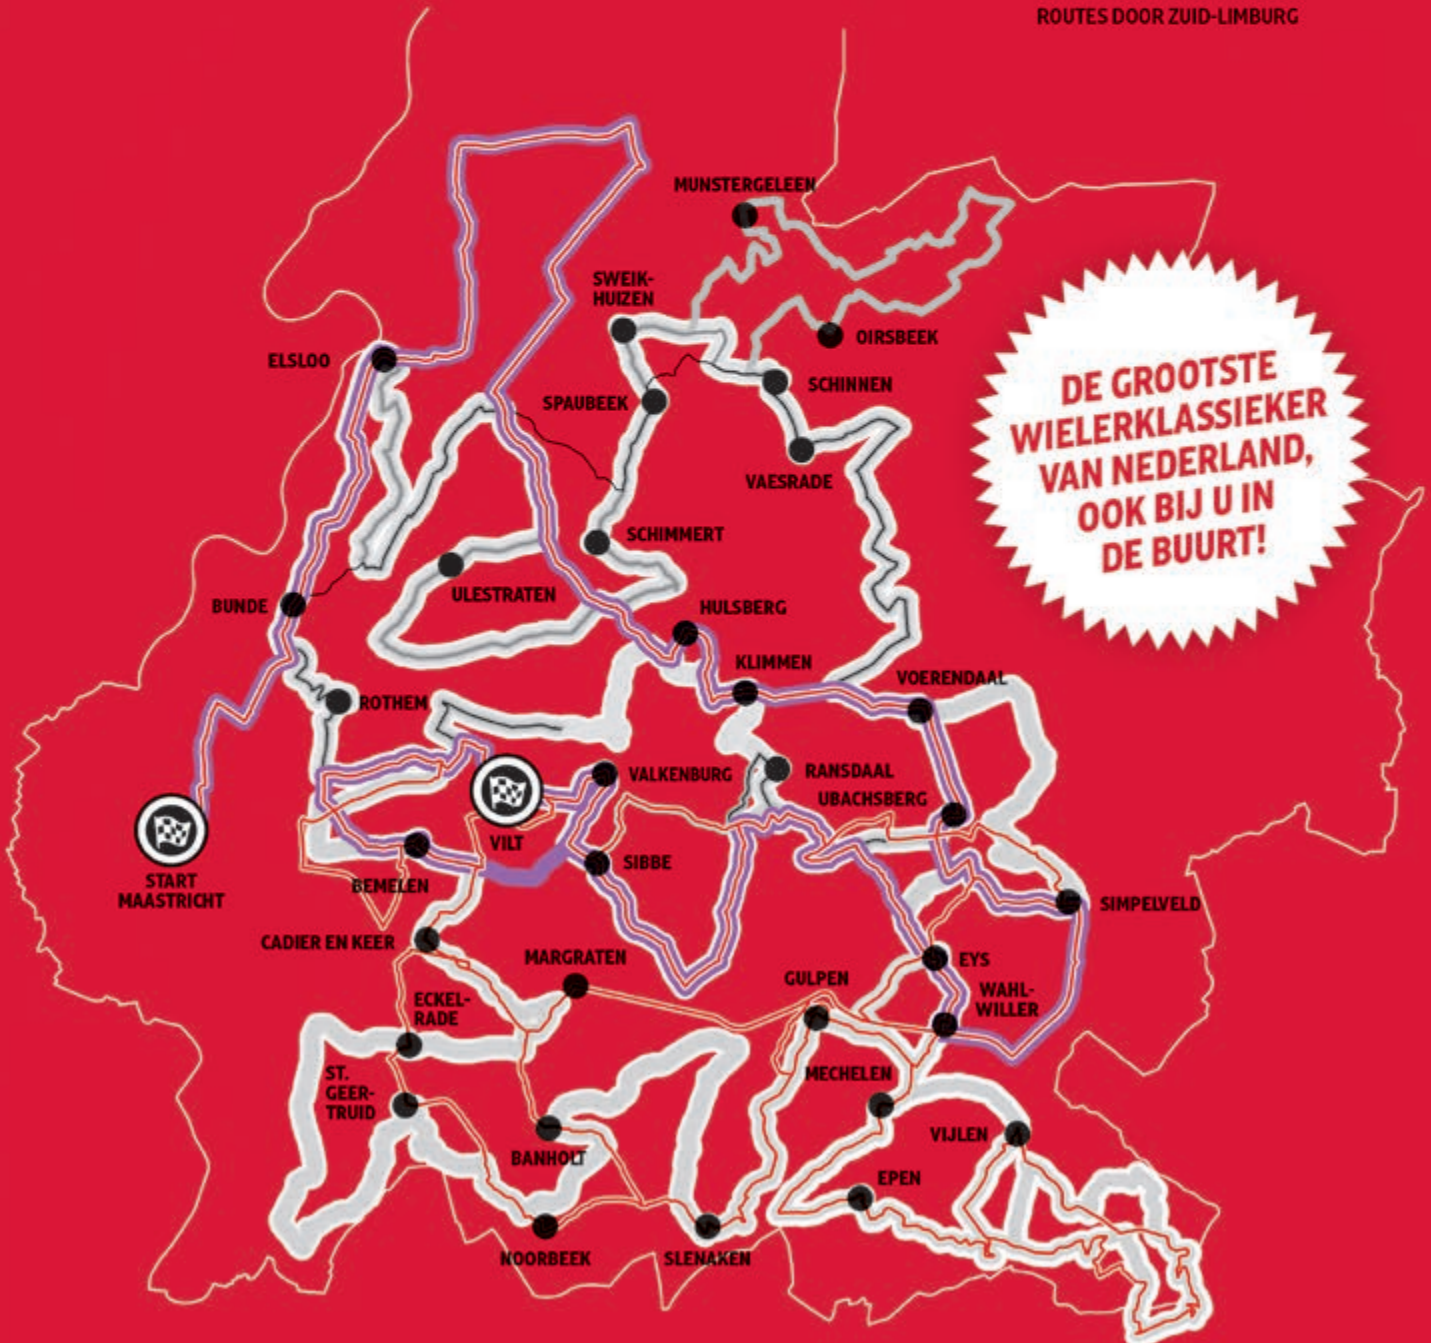 ROUTES DOOR ZUID-LIMBURG
MUNSTERGELEEN
SWEIK-
HUIZEN
OIRSBEEK
ELSLOO
SCHINNEN
SPAUBEEK
VAESRADE
DE GROOTSTE
WIELERKLASSIEKER
VAN NEDERLAND,
OOK BIJ U IN
DE BUURT!
SCHIMMERT
ULESTRATEN
BUNDE
HULSBERG
KLIMMEN
VOERENDAAL
ROTHEM
VALKENBURG
RANSDAAL
UBACHSBERG
VILT
SIBBE
START
MAASTRICHT
BEMELEN
SIMPELVELD
CADIER EN KEER
MARGRATEN
EYS
GULPEN
WAHL-
WILLER
ECKEL-
RADE
ST.
GEER-
TRUID
MECHELEN
VIJLEN
BANHOLT
EPEN
NOORBEEK
SLENAKEN